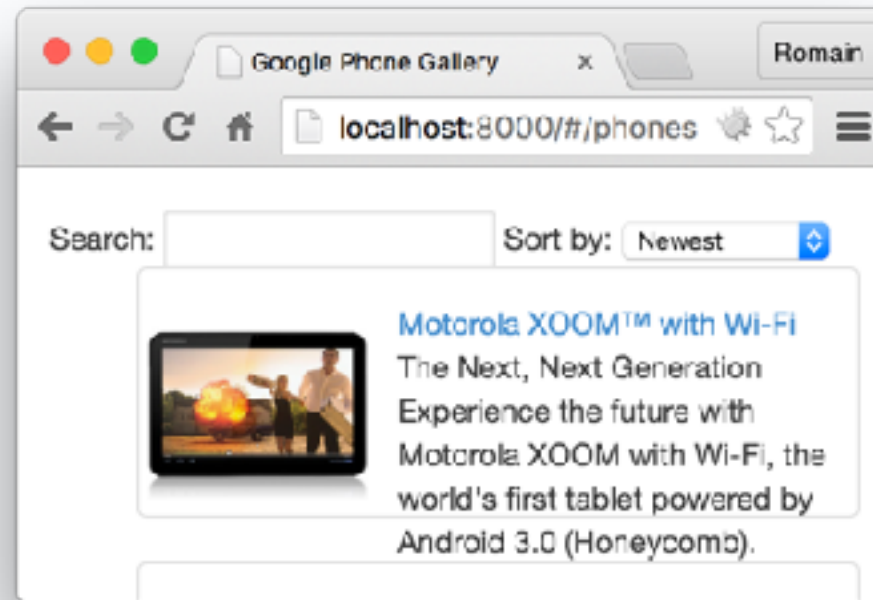 Google Phone Gallery
Romain
localhost:8000/#/phones
Search:
Sort by: Newest
Motorola XOOM™ with Wi-Fi
The Next, Next Generation
Experience the future with
Motorola XOOM with Wi-Fi, the
world's first tablet powered by
Android 3.0 (Honeycomb).